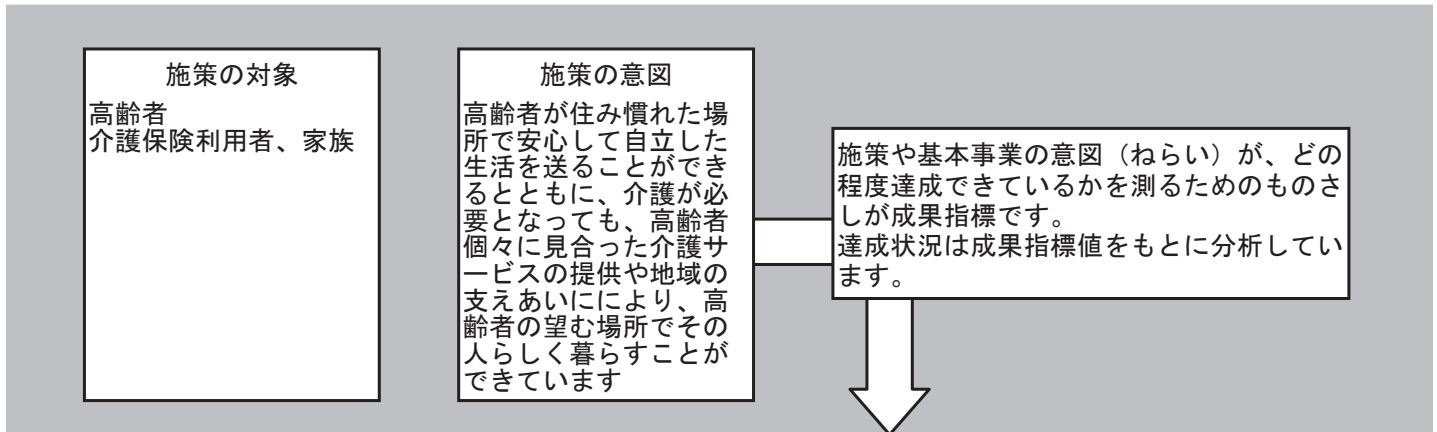 施策の対象
高齢者
介護保険利用者、家族
施策の意図
高齢者が住み慣れた場
所で安心して自立した
生活を送ることができ
るとともに、介護が必
要となっても、高齢者
個々に見合った介護サ
ービスの提供や地域の
支えあいにより、高
齢者の望む場所でその
人らしく暮らすことが
できています
施策や基本事業の意図（ねらい）が、どの
程度達成できているかを測るためのものさ
しが成果指標です。
達成状況は成果指標値をもとに分析してい
ます。